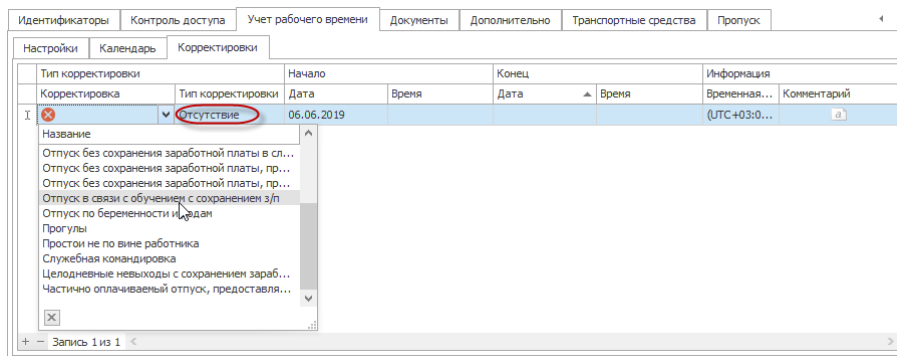 Идентификаторы Контроль доступа Учет рабочего времени Документы Дополнительно Транспортные средства Пропуск
Настройки Календарь Корректировки
Тип корректировки Начало Конец Информация
Корректировка Тип корректировки Дата Время Дата Время Временная... Комментарий
Отсутствие 06.06.2019 (UTC+03:0... a
Название
Отпуск без сохранения заработной платы в сл...
Отпуск без сохранения заработной платы, пр...
Отпуск без сохранения заработной платы, пр...
Отпуск в связи с обучением с сохранением з/п
Отпуск по беременности и родам
Прогулы
Простои не по вине работника
Служебная командировка
Целодневные невыходы с сохранением зараб...
Частично оплачиваемый отпуск, предоставля...
Запись 1 из 1